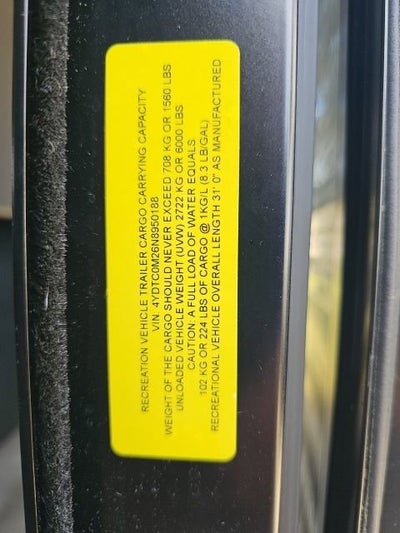 RECREATION VEHICLE TRAILER CARGO CARRYING CAPACITY
VIN: 4YDTC0M26N8950188
WEIGHT OF THE CARGO SHOULD NEVER EXCEED 708 KG OR 1560 LBS
UNLOADED VEHICLE WEIGHT (UVW) 2722 KG OR 6000 LBS
CAUTION: A FULL LOAD OF WATER EQUALS
102 KG OR 224 LBS OF CARGO @ 1KG/L (8.3 LB/GAL)
RECREATIONAL VEHICLE OVERALL LENGTH 31' 0" AS MANUFACTURED